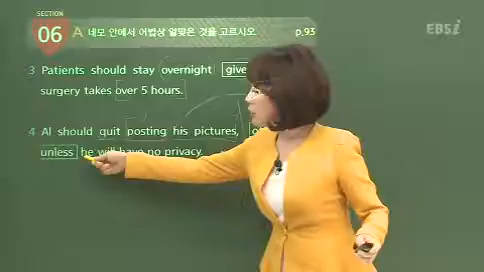 SECTION
06 A 네모 안에서 어법상 알맞은 것을 고르시오. p.93
EBSi
3 Patients should stay overnight give
surgery takes over 5 hours.
4 Al should quit posting his pictures,
unless he will have no privacy.